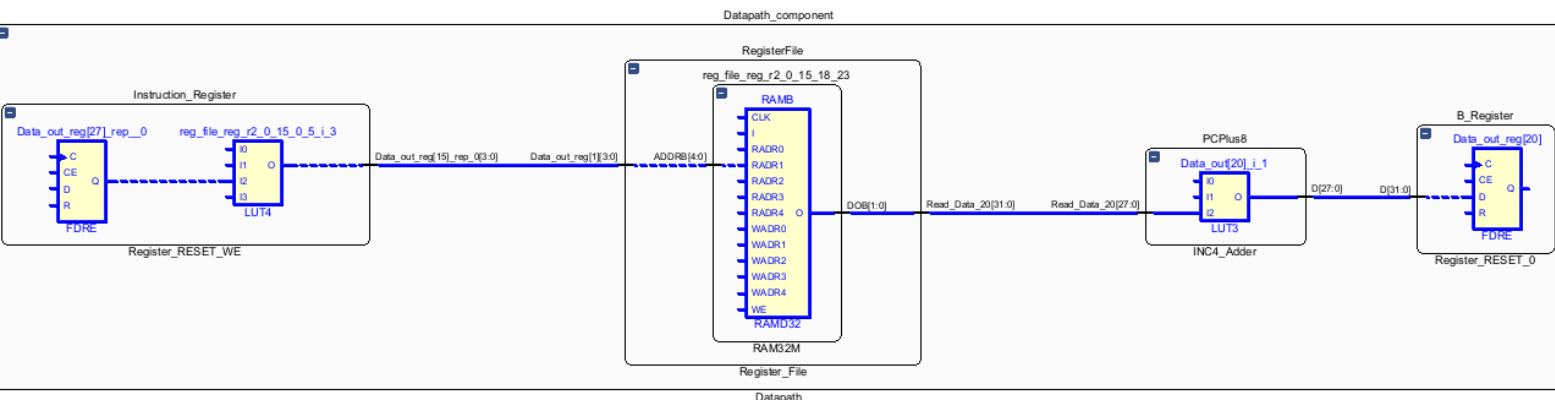 Datapath_component
RegisterFile
reg_file_reg_r2_0_15_18_23
Instruction_Register
RAMB
Data_out_reg[27]_rep__0
reg_file_reg_r2_0_15_0_5_i_3
C
CE
D
R
Q
FDRE
I0
I1
I2
I3
O
LUT4
Register_RESET_WE
Data_out_reg[15]_rep_0[3:0]
Data_out_reg[1][3:0]
ADDRB[4:0]
CLK
I
RADR0
RADR1
RADR2
RADR3
RADR4
WADR0
WADR1
WADR2
WADR3
WADR4
WE
O
RAMD32
RAM32M
Register_File
DOB[1:0]
Read_Data_20[31:0]
Read_Data_20[27:0]
PCPlus8
Data_out[20]_i_1
I0
I1
I2
O
LUT3
INC4_Adder
D[27:0]
D[31:0]
B_Register
Data_out_reg[20]
C
CE
D
R
Q
FDRE
Register_RESET_0
Datapath